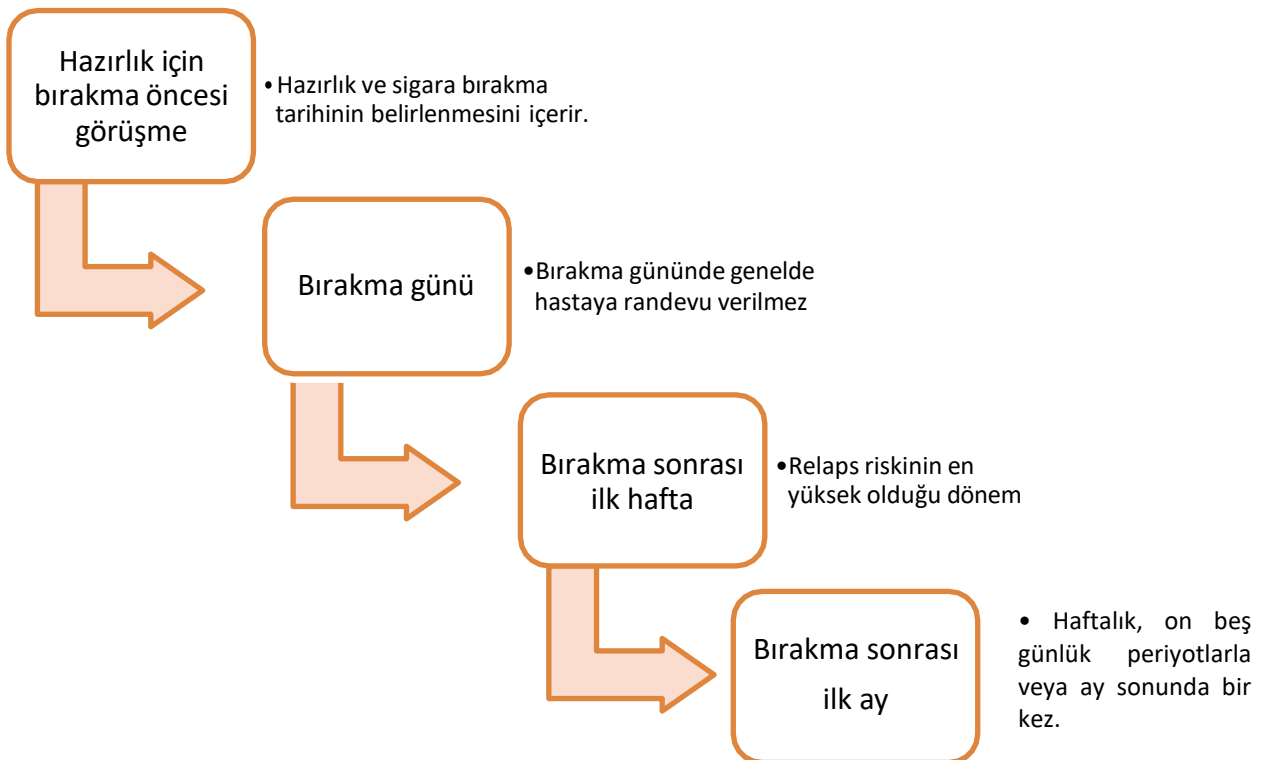 Hazırlık için
bırakma öncesi
görüşme
•Hazırlık ve sigara bırakma
tarihinin belirlenmesini içerir.
Bırakma günü
•Bırakma gününde genelde
hastaya randevu verilmez
Bırakma sonrası
ilk hafta
•Relaps riskinin en
yüksek olduğu dönem
Bırakma sonrası
ilk ay
• Haftalık, on beş
günlük periyotlarla
veya ay sonunda bir
kez.